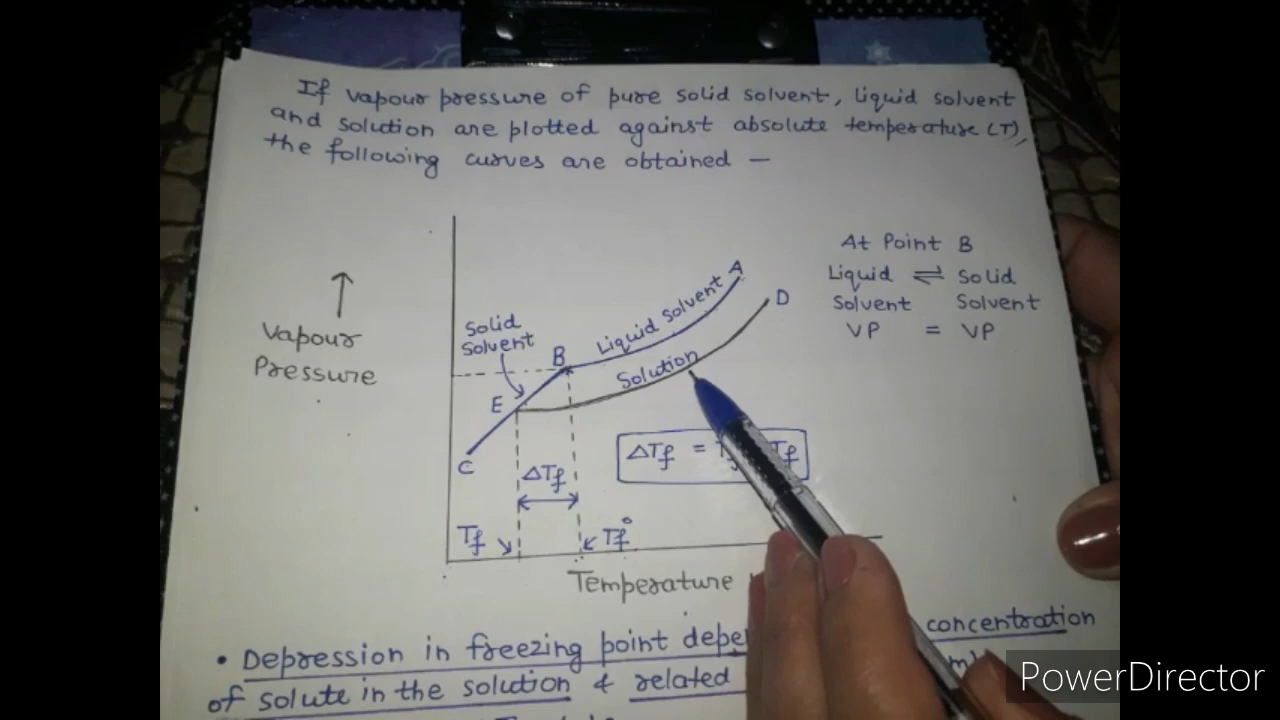 If vapour pressure of pure solid solvent, liquid solvent
and solution are plotted against absolute temperature (T),
the following curves are obtained —
At Point B
Liquid ⇌ Solid
Solvent Solvent
VP = VP
Vapour
Pressure
Solid
Solvent
Liquid Solvent
Solution
A
D
B
E
C
ΔTf
ΔTf = Tf
Tf
Tf°
Temperature
• Depression in freezing point concentration
of solute in the solution & related
PowerDirector